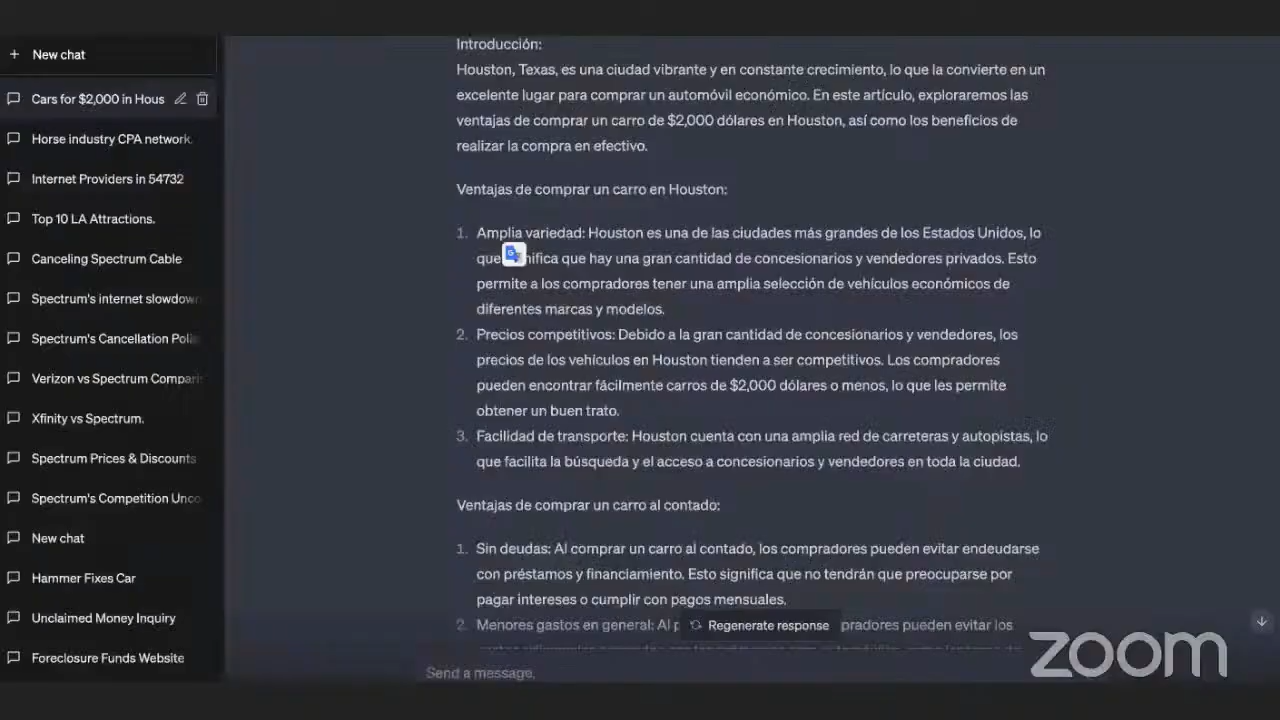 New chat
Cars for $2,000 in Hous
Horse industry CPA network.
Internet Providers in 54732
Top 10 LA Attractions.
Canceling Spectrum Cable
Spectrum's internet slowdown
Spectrum's Cancellation Poli
Verizon vs Spectrum Compari
Xfinity vs Spectrum.
Spectrum Prices & Discounts
Spectrum's Competition Unco
New chat
Hammer Fixes Car
Unclaimed Money Inquiry
Foreclosure Funds Website
Introducción:
Houston, Texas, es una ciudad vibrante y en constante crecimiento, lo que la convierte en un
excelente lugar para comprar un automóvil económico. En este artículo, exploraremos las
ventajas de comprar un carro de $2,000 dólares en Houston, así como los beneficios de
realizar la compra en efectivo.
Ventajas de comprar un carro en Houston:
1. Amplia variedad: Houston es una de las ciudades más grandes de los Estados Unidos, lo
que nifica que hay una gran cantidad de concesionarios y vendedores privados. Esto
permite a los compradores tener una amplia selección de vehículos económicos de
diferentes marcas y modelos.
2. Precios competitivos: Debido a la gran cantidad de concesionarios y vendedores, los
precios de los vehículos en Houston tienden a ser competitivos. Los compradores
pueden encontrar fácilmente carros de $2,000 dólares o menos, lo que les permite
obtener un buen trato.
3. Facilidad de transporte: Houston cuenta con una amplia red de carreteras y autopistas, lo
que facilita la búsqueda y el acceso a concesionarios y vendedores en toda la ciudad.
Ventajas de comprar un carro al contado:
1. Sin deudas: Al comprar un carro al contado, los compradores pueden evitar endeudarse
con préstamos y financiamiento. Esto significa que no tendrán que preocuparse por
pagar intereses o cumplir con pagos mensuales.
2. Menores gastos en general: Al p Regenerate response pradores pueden evitar los
Send a message.
zoom